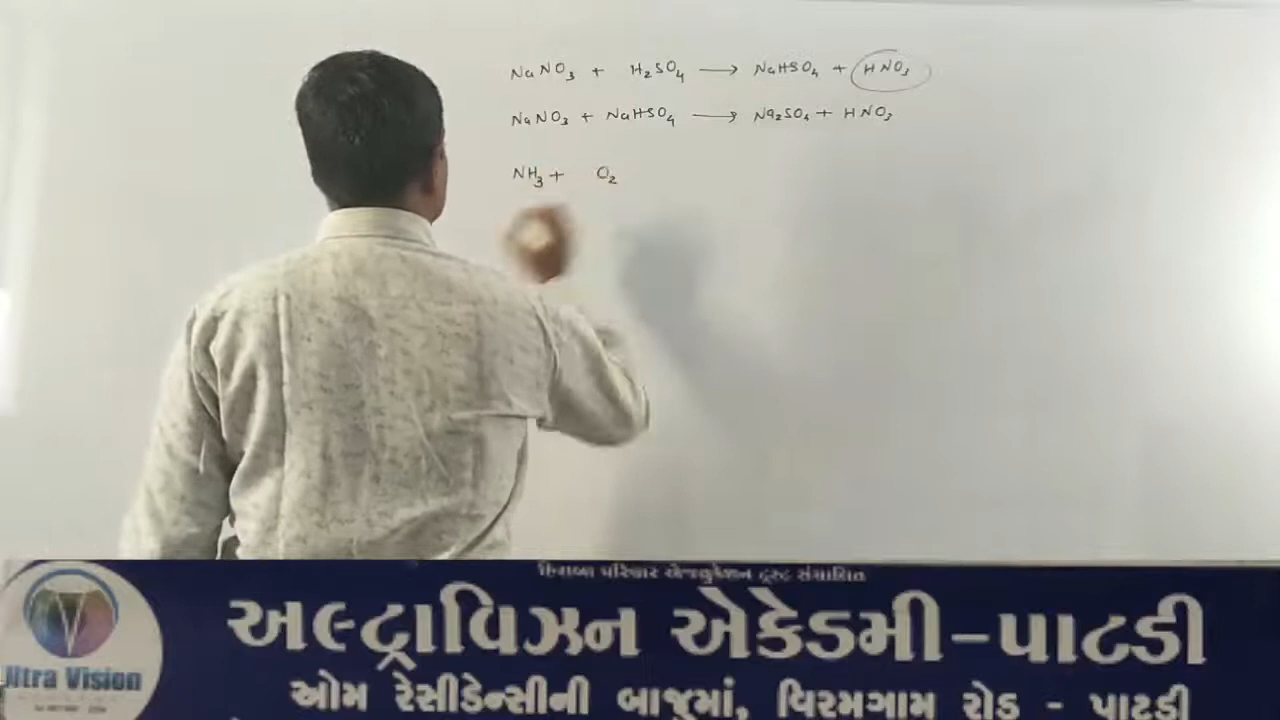 NaNO₃ + H₂SO₄ ⟶ NaHSO₄ + HNO₃
NaNO₃ + NaHSO₄ ⟶ Na₂SO₄ + HNO₃
NH₃ + O₂
હિરાબા પરિવાર એજ્યુકેશન ટ્રસ્ટ સંચાલિત
અલ્ટ્રાવિઝન એકેડમી-પાટડી
ltra Vision
ઓમ રેસીડેન્સીની બાજુમાં, વિરમગામ રોડ - પાટડી